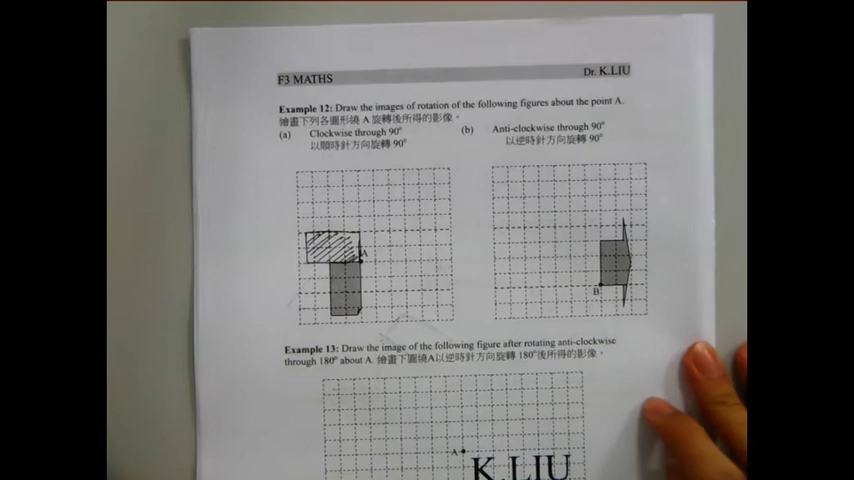 F3 MATHS
Dr. K.LIU
Example 12: Draw the images of rotation of the following figures about the point A.
繪畫下列各圖形繞 A 旋轉後所得的影像。
(a) Clockwise through 90°
以順時針方向旋轉 90°
(b) Anti-clockwise through 90°
以逆時針方向旋轉 90°
A
B
Example 13: Draw the image of the following figure after rotating anti-clockwise
through 180° about A. 繪畫下圖繞A以逆時針方向旋轉 180°後所得的影像。
A
K.LIU